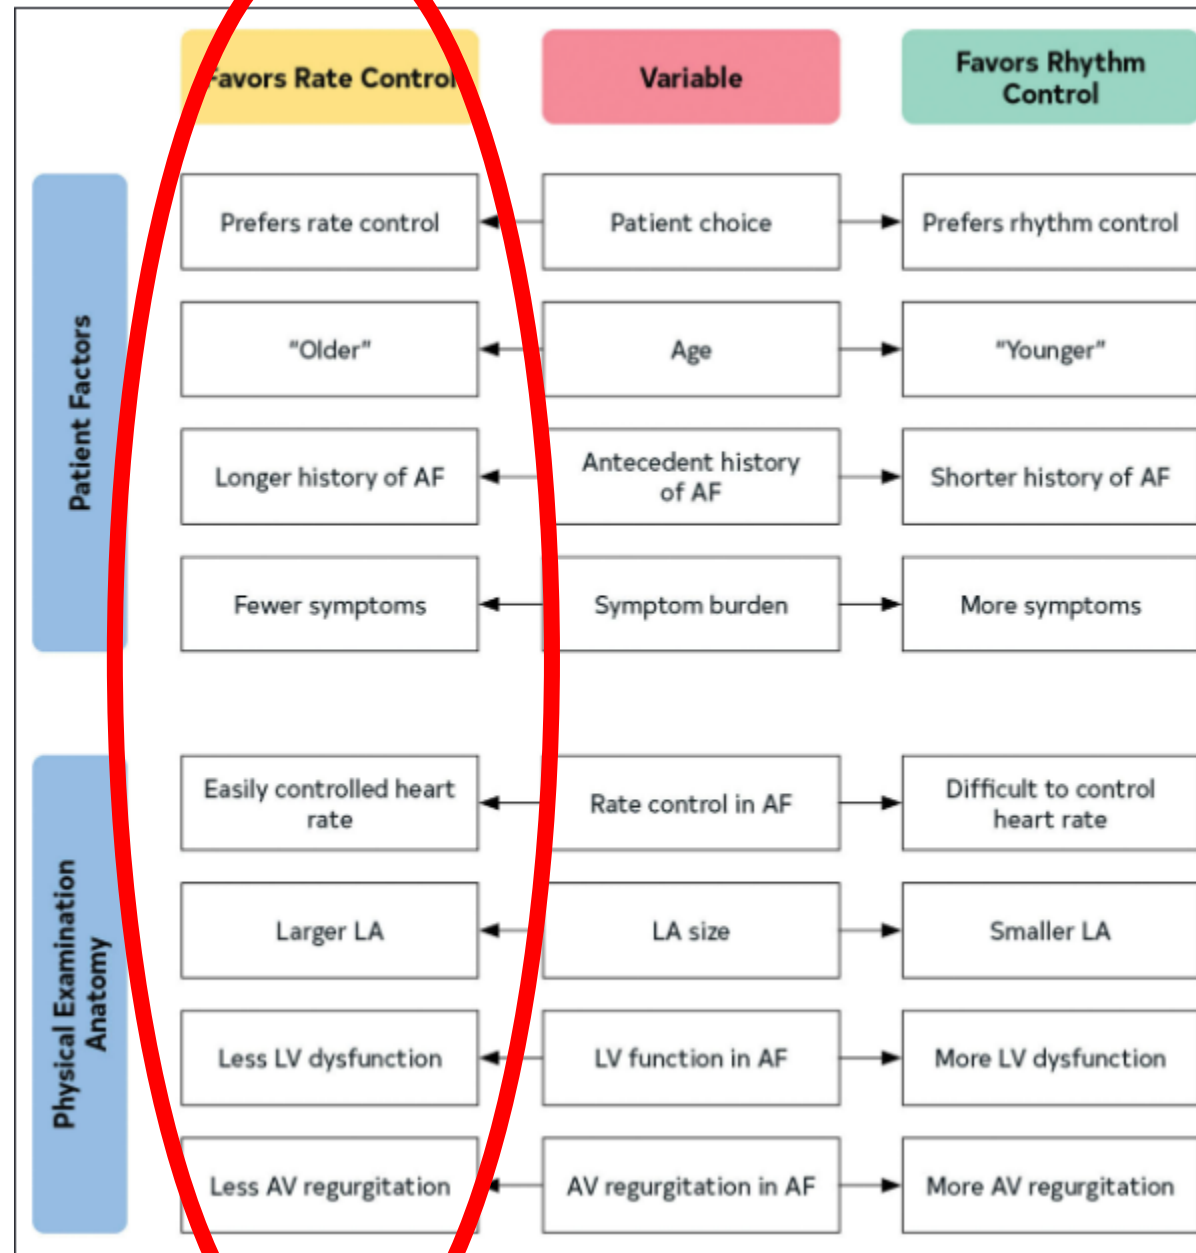 Favors Rate Control
Variable
Favors Rhythm
Control
Patient Factors
Prefers rate control
Patient choice
Prefers rhythm control
"Older"
Age
"Younger"
Longer history of AF
Antecedent history
of AF
Shorter history of AF
Fewer symptoms
Symptom burden
More symptoms
Physical Examination
Anatomy
Easily controlled heart
rate
Rate control in AF
Difficult to control
heart rate
Larger LA
LA size
Smaller LA
Less LV dysfunction
LV function in AF
More LV dysfunction
Less AV regurgitation
AV regurgitation in AF
More AV regurgitation